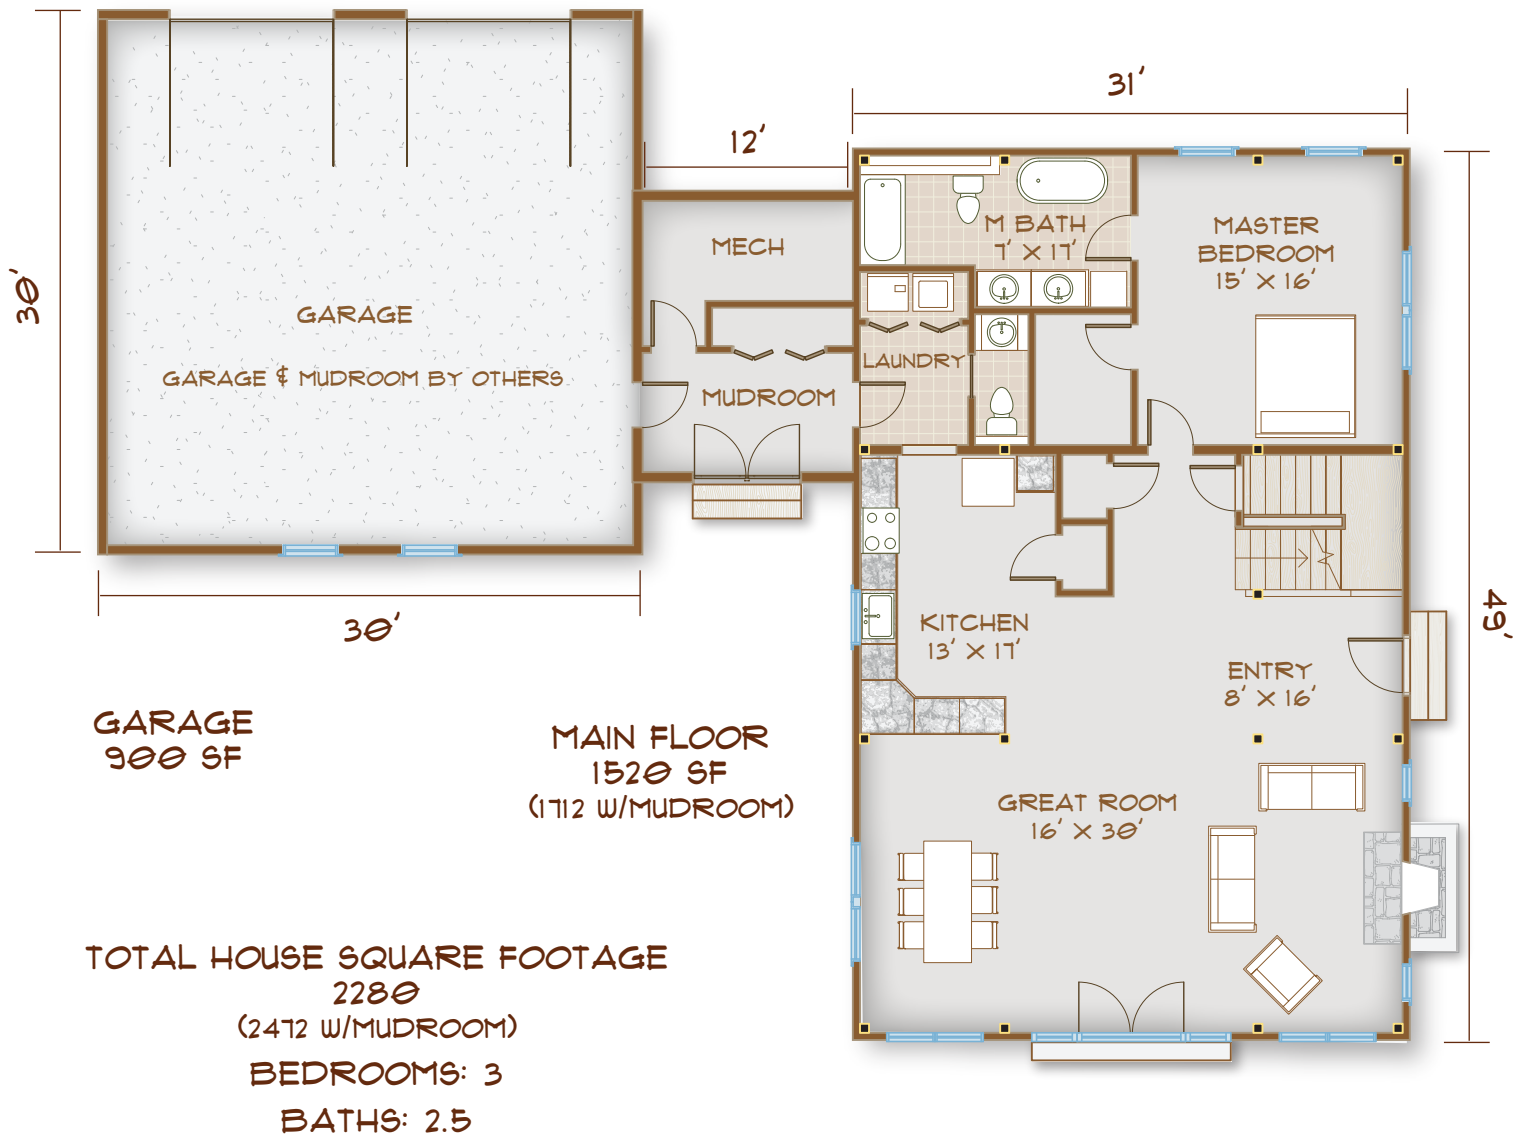 31'
12'
MECH
M BATH
7' X 17'
MASTER
BEDROOM
15' X 16'
30'
GARAGE
GARAGE & MUDROOM BY OTHERS
LAUNDRY
MUDROOM
30'
KITCHEN
13' X 17'
49'
ENTRY
8' X 16'
GARAGE
900 SF
MAIN FLOOR
1520 SF
(1712 W/MUDROOM)
GREAT ROOM
16' X 30'
TOTAL HOUSE SQUARE FOOTAGE
2280
(2472 W/MUDROOM)
BEDROOMS: 3
BATHS: 2.5